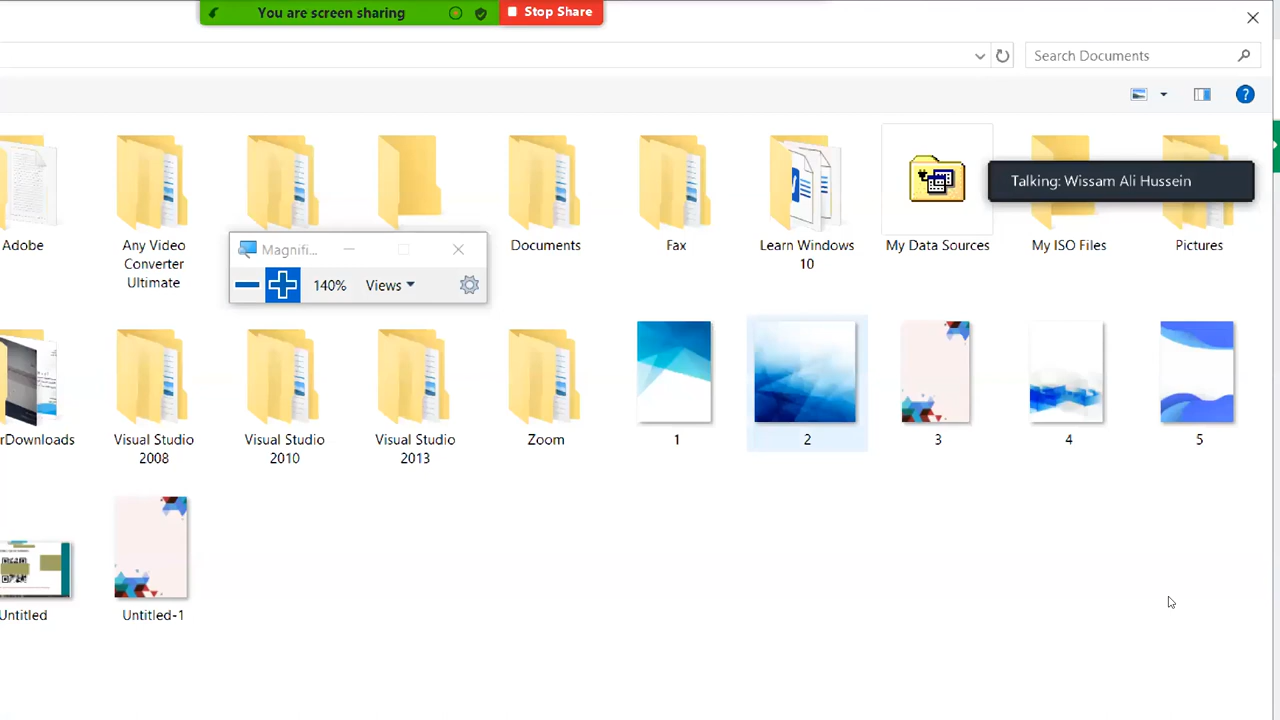 You are screen sharing
Stop Share
Search Documents
Talking: Wissam Ali Hussein
Adobe
Any Video
Converter
Ultimate
Documents
Fax
Learn Windows
10
My Data Sources
My ISO Files
Pictures
Magnifi...
140%
Views
rDownloads
Visual Studio
2008
Visual Studio
2010
Visual Studio
2013
Zoom
1
2
3
4
5
Untitled
Untitled-1